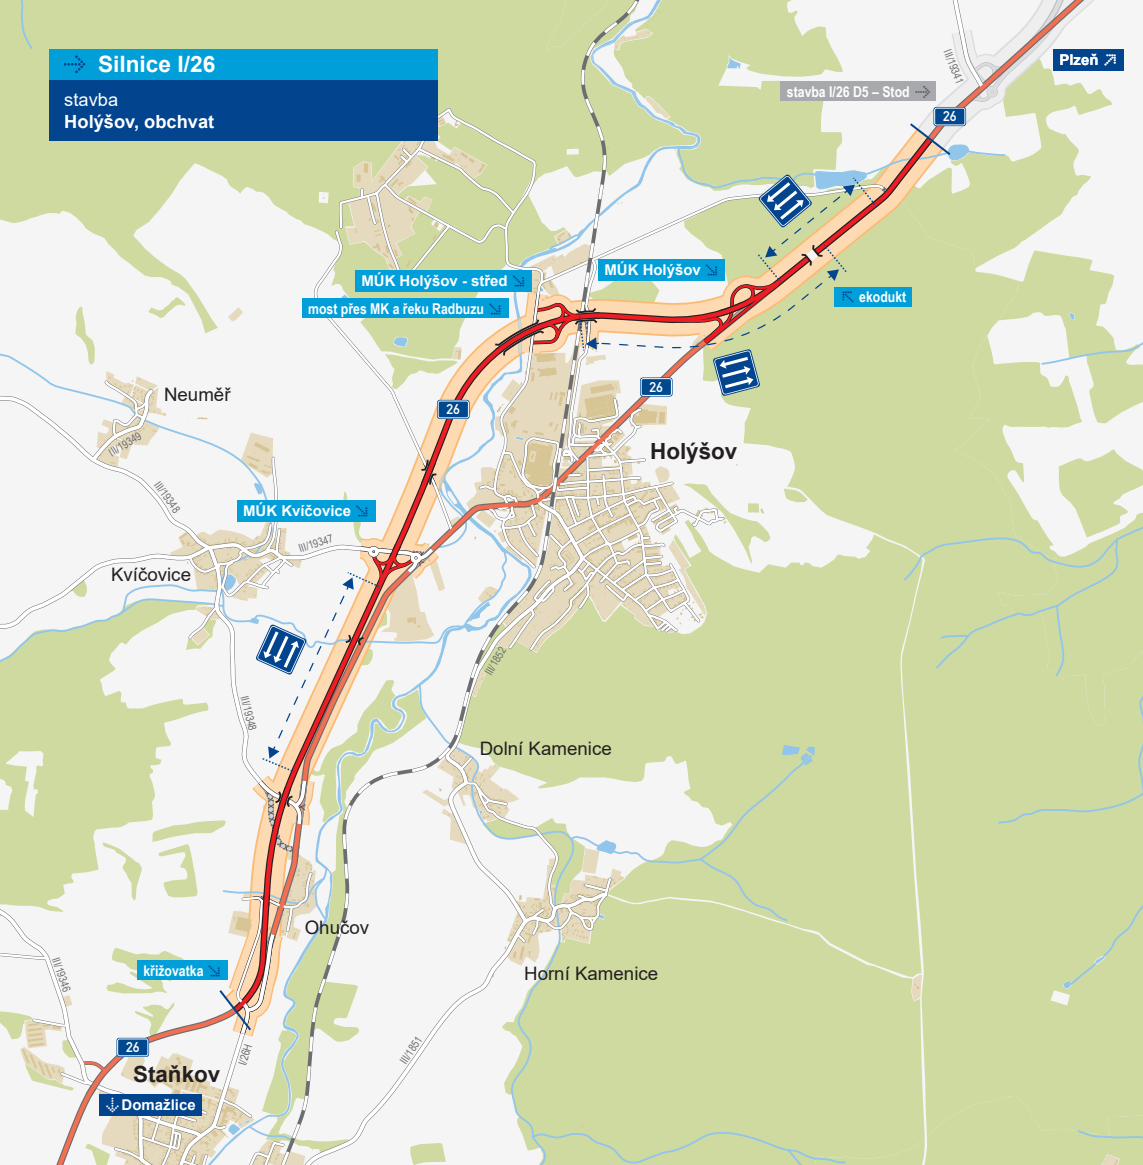 Silnice I/26
stavba
Holýšov, obchvat
Plzeň
III/19341
stavba I/26 D5 – Stod
26
MÚK Holýšov
MÚK Holýšov - střed
most přes MK a řeku Radbuzu
ekodukt
26
26
Neuměř
III/19349
Holýšov
III/19348
MÚK Kvíčovice
III/19347
Kvíčovice
III/1852
III/19348
Dolní Kamenice
Ohučov
křižovatka
III/19346
Horní Kamenice
III/1851
26
I/26H
Staňkov
Domažlice